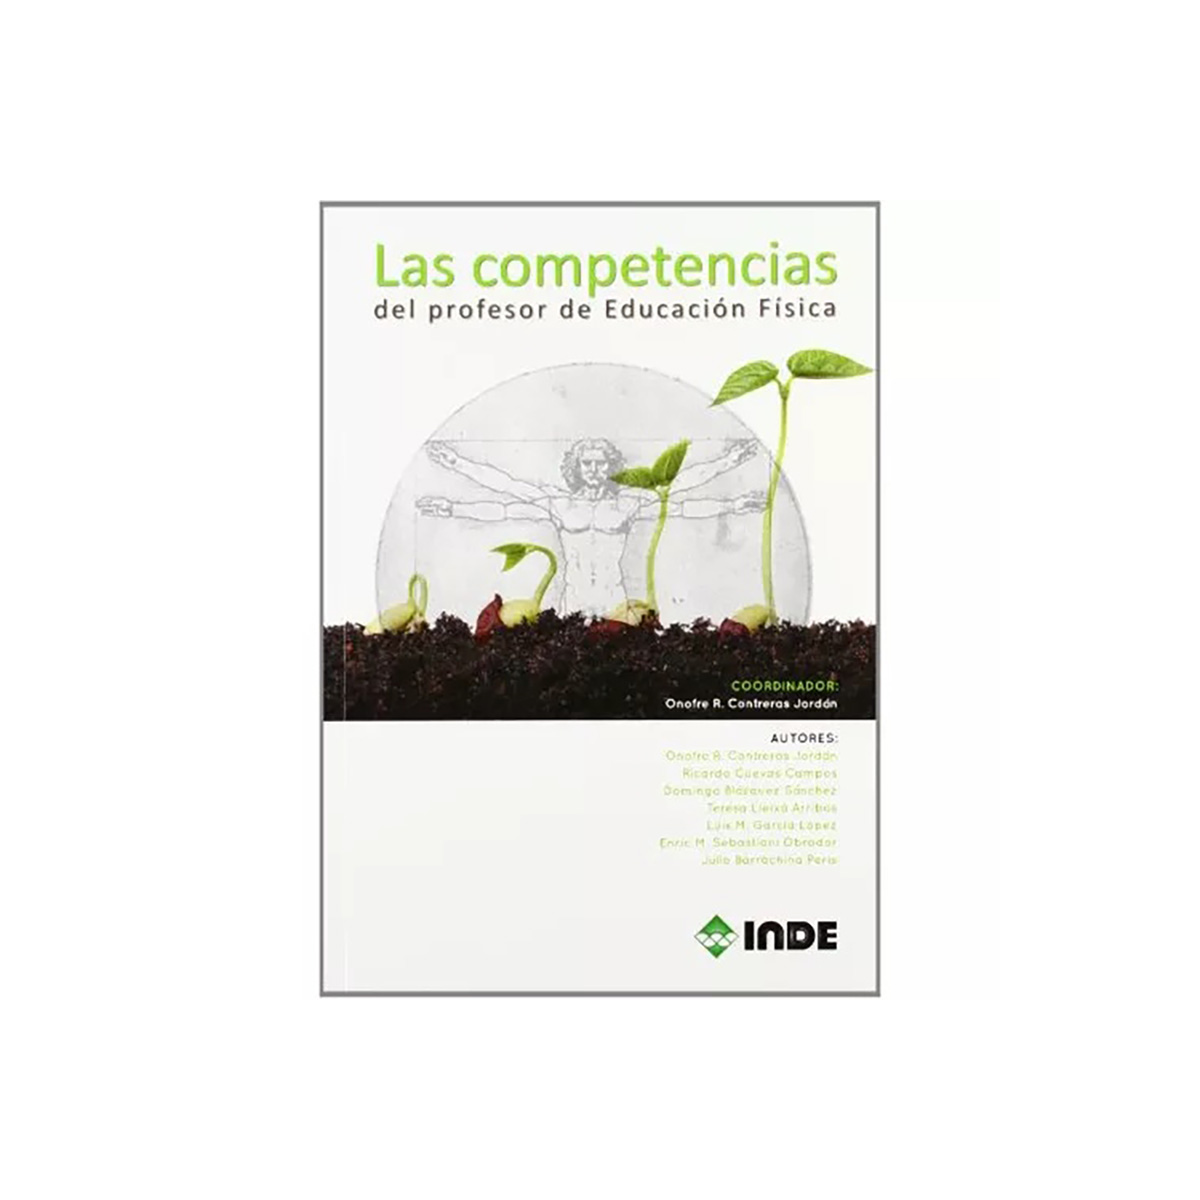 Las competencias
del profesor de Educación Física
COORDINADOR:
Onofre R. Contreras Jordán
AUTORES:
Onofre R. Contreras Jordán
Ricardo Cuevas Campos
Domingo Blázquez Sánchez
Teresa Lleixá Arribas
Luis M. García López
Enric M. Sebastiani Obrador
Julio Barrachina Peris
INDE